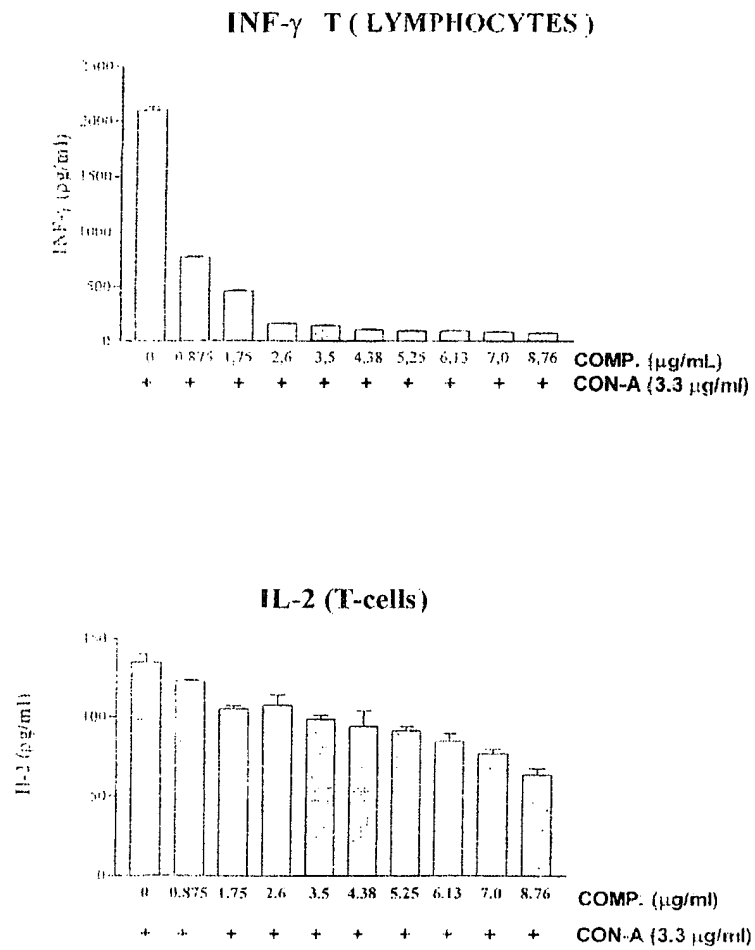 INF-γ T ( LYMPHOCYTES )
2500
2000
1500
1000
500
0
INF-γ (pg/ml)
0 0.875 1,75 2,6 3,5 4,38 5,25 6,13 7,0 8,76 COMP. (µg/mL)
+ + + + + + + + + + CON-A (3.3 µg/ml)
IL-2 (T-cells)
150
100
50
0
Il-2 (pg/ml)
0 0.875 1.75 2.6 3.5 4.38 5.25 6.13 7.0 8.76 COMP. (µg/ml)
+ + + + + + + + + + CON-A (3.3 µg/ml)